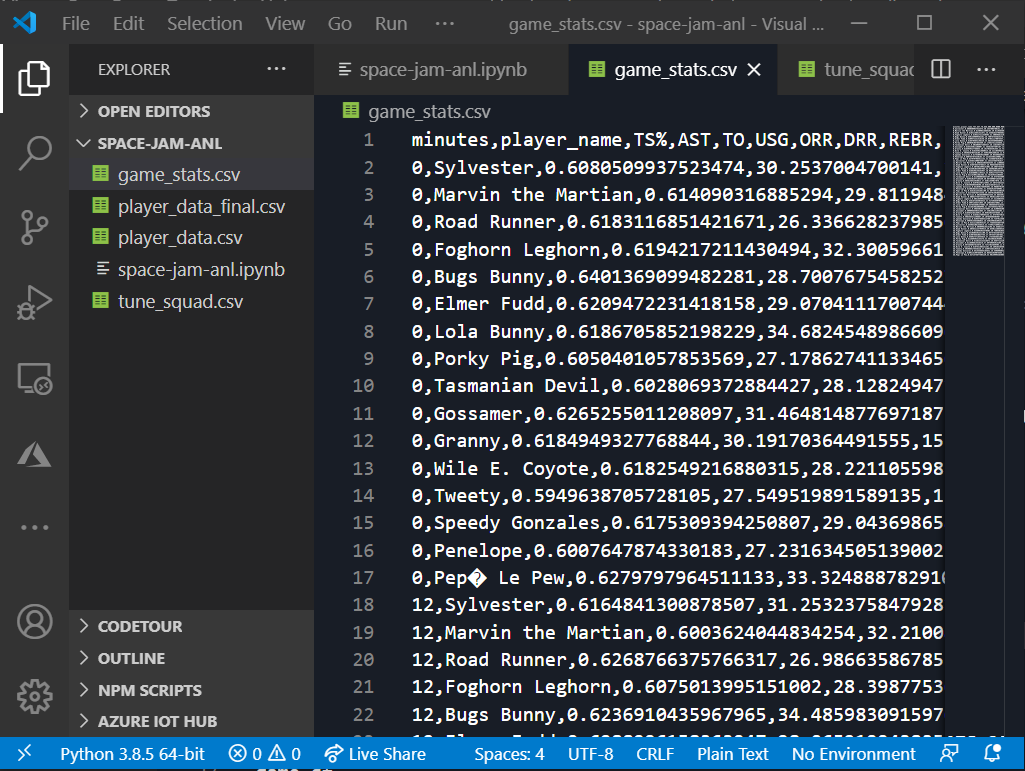 File Edit Selection View Go Run ··· game_stats.csv - space-jam-anl - Visual ...
EXPLORER ···
OPEN EDITORS
SPACE-JAM-ANL
game_stats.csv
player_data_final.csv
player_data.csv
space-jam-anl.ipynb
tune_squad.csv
CODETOUR
OUTLINE
NPM SCRIPTS
AZURE IOT HUB
space-jam-anl.ipynb game_stats.csv tune_squad
game_stats.csv
1 minutes,player_name,TS%,AST,TO,USG,ORR,DRR,REBR,
2 0,Sylvester,0.6080509937523474,30.2537004700141,
3 0,Marvin the Martian,0.614090316885294,29.811948
4 0,Road Runner,0.6183116851421671,26.336628237985
5 0,Foghorn Leghorn,0.6194217211430494,32.30059661
6 0,Bugs Bunny,0.6401369099482281,28.7007675458252
7 0,Elmer Fudd,0.6209472231418158,29.070411170074
8 0,Lola Bunny,0.6186705852198229,34.6824548986609
9 0,Porky Pig,0.6050401057853569,27.17862741133465
10 0,Tasmanian Devil,0.6028069372884427,28.12824947
11 0,Gossamer,0.6265255011208097,31.464814877697187
12 0,Granny,0.6184949327768844,30.19170364491555,15
13 0,Wile E. Coyote,0.6182549216880315,28.221105598
14 0,Tweety,0.5949638705728105,27.549519891589135,1
15 0,Speedy Gonzales,0.6175309394250807,29.04369865
16 0,Penelope,0.6007647874330183,27.231634505139002
17 0,Pep� Le Pew,0.6279797964511133,33.3248887829
18 12,Sylvester,0.6164841300878507,31.2532375847928
19 12,Marvin the Martian,0.6003624044834254,32.2100
20 12,Road Runner,0.6268766375766317,26.98663586785
21 12,Foghorn Leghorn,0.6075013995151002,28.3987753
22 12,Bugs Bunny,0.6236910435967965,34.485983091597
Python 3.8.5 64-bit 0 0 Live Share Spaces: 4 UTF-8 CRLF Plain Text No Environment